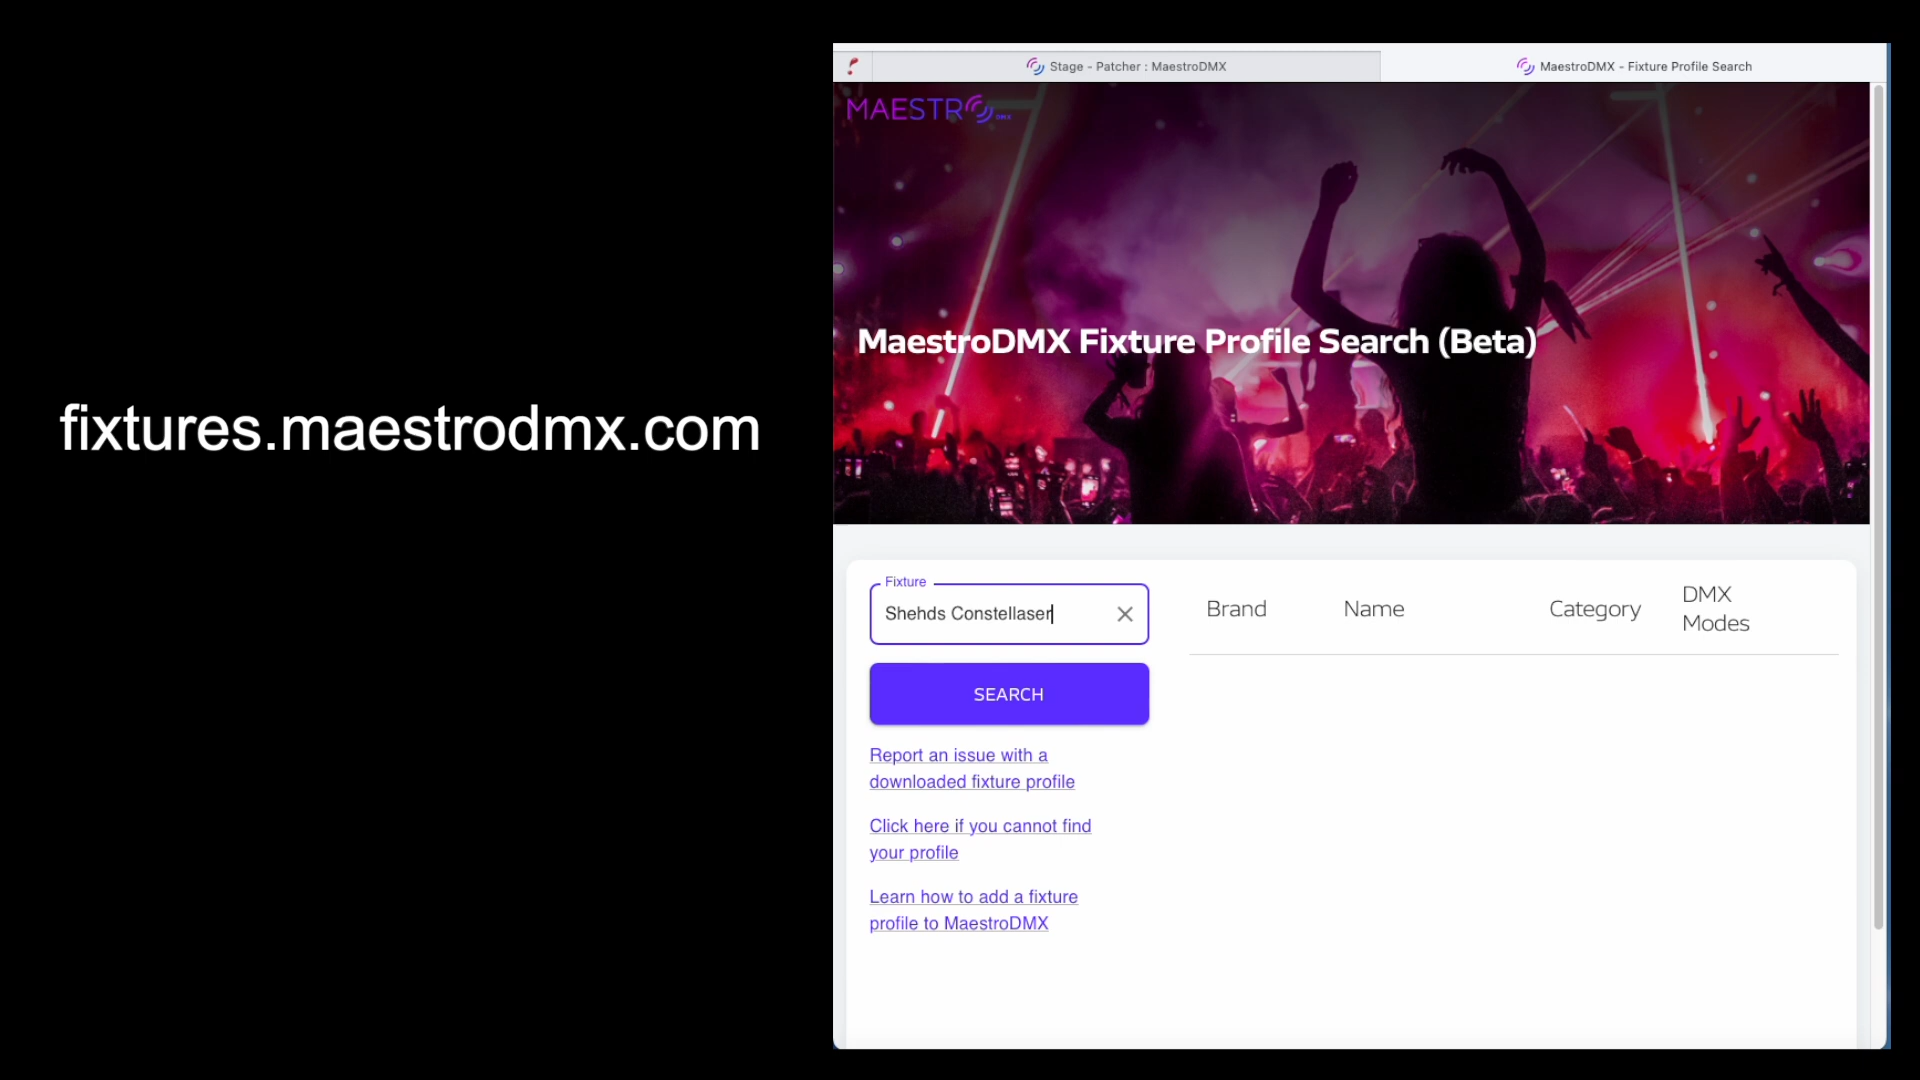 fixtures.maestrodmx.com
Stage - Patcher : MaestroDMX
MaestroDMX - Fixture Profile Search
MAESTRO DMX
MaestroDMX Fixture Profile Search (Beta)
Fixture
Shehds Constellaser
SEARCH
Report an issue with a
downloaded fixture profile
Click here if you cannot find
your profile
Learn how to add a fixture
profile to MaestroDMX
Brand
Name
Category
DMX
Modes